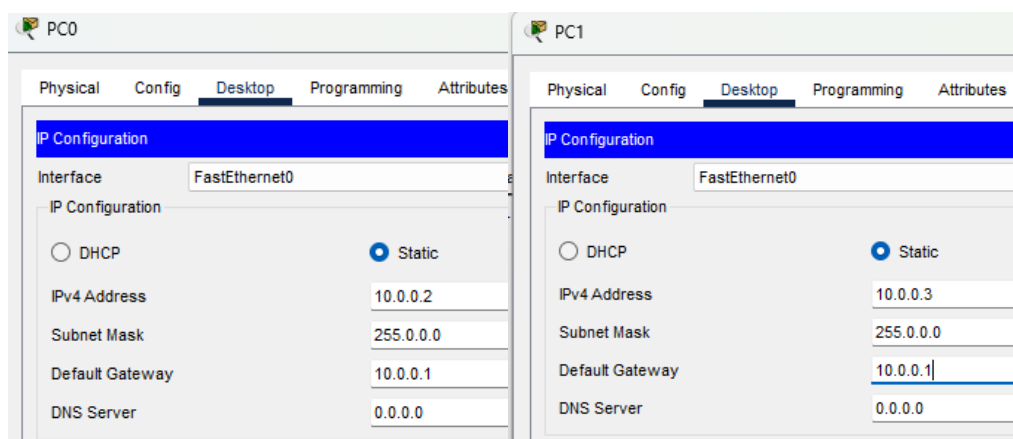 PC0
Physical Config Desktop Programming Attributes
IP Configuration
Interface FastEthernet0
IP Configuration
DHCP Static
IPv4 Address 10.0.0.2
Subnet Mask 255.0.0.0
Default Gateway 10.0.0.1
DNS Server 0.0.0.0
PC1
Physical Config Desktop Programming Attributes
IP Configuration
Interface FastEthernet0
IP Configuration
DHCP Static
IPv4 Address 10.0.0.3
Subnet Mask 255.0.0.0
Default Gateway 10.0.0.1
DNS Server 0.0.0.0